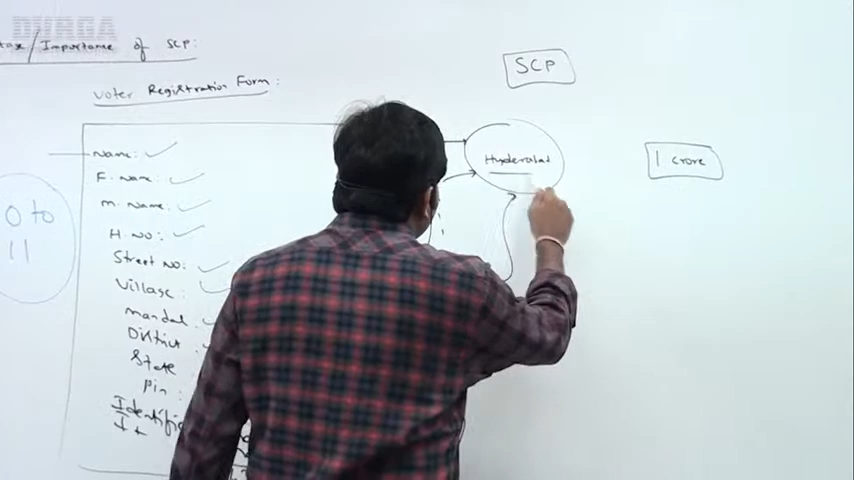 DURGA
tax/Importance of SCP:
Voter Registration Form:
SCP
Name:
Hyderabad
1 crore
F. name:
M. Name:
0 to
11
H. NO:
Street NO:
Village:
mandal
District
State
Pin